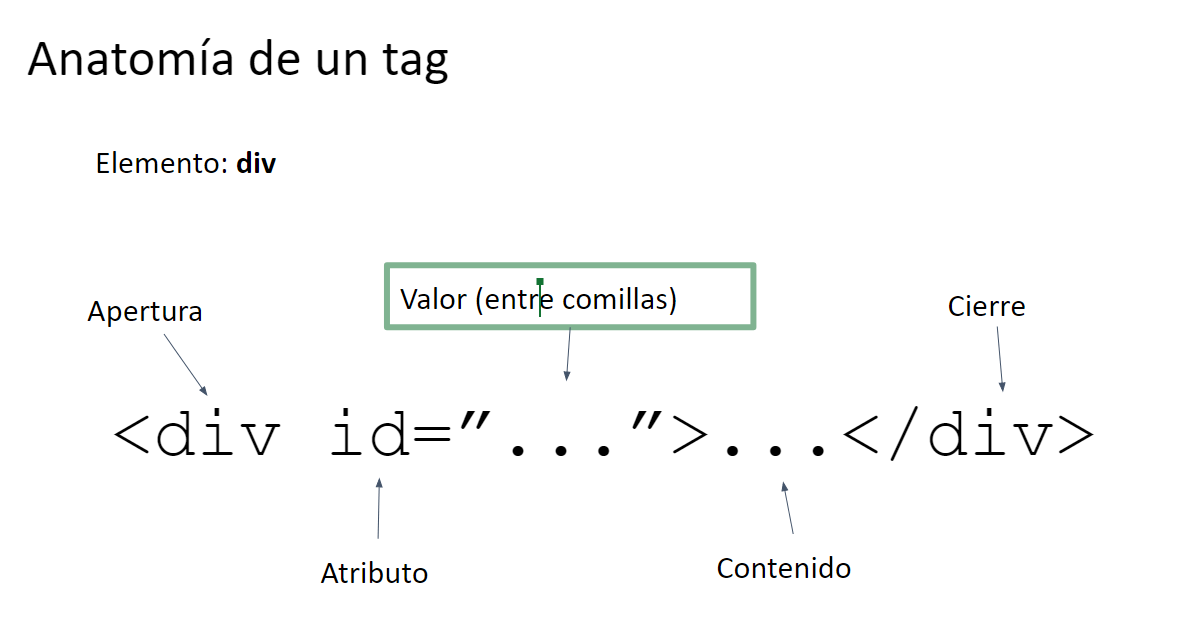 Anatomía de un tag
Elemento: div
Valor (entre comillas)
Apertura
Cierre
<div id="...">...</div>
Atributo
Contenido